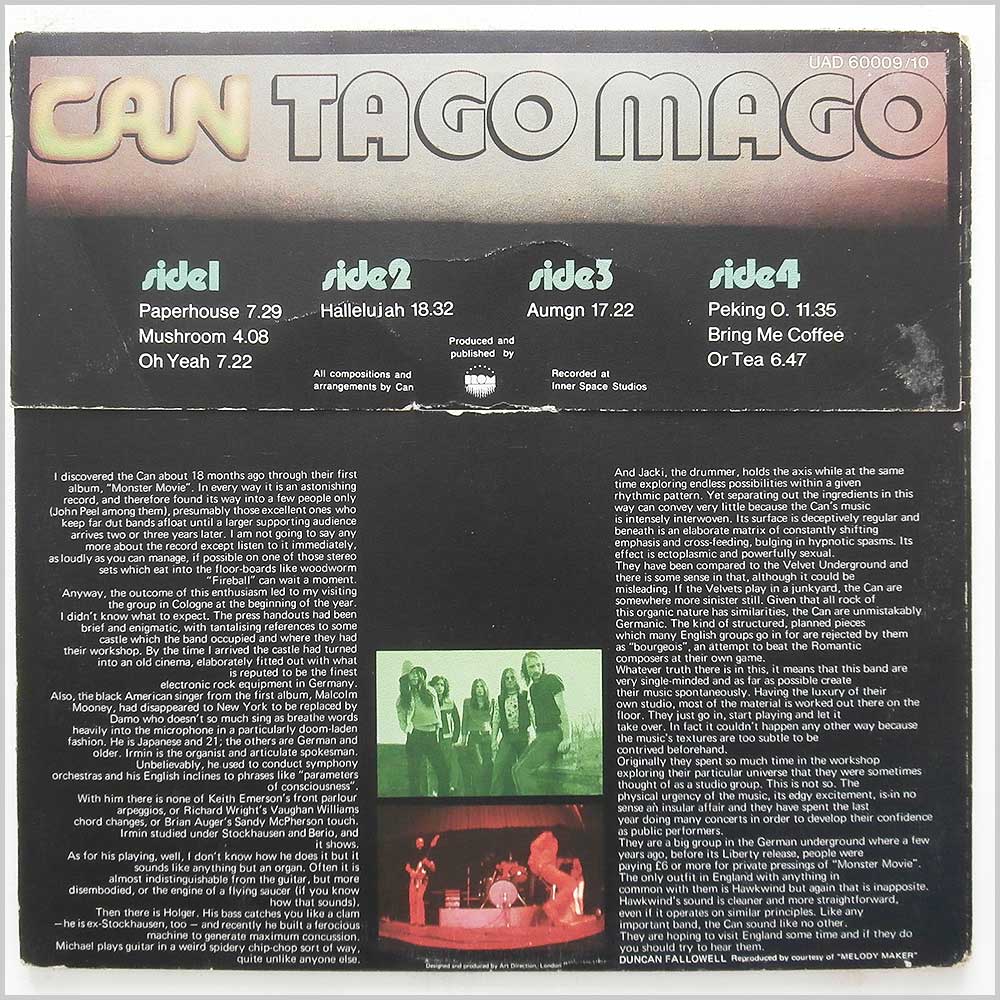 UAD 60009/10
CAN TAGO MAGO
side1
Paperhouse 7.29
Mushroom 4.08
Oh Yeah 7.22
side2
Hallelujah 18.32
side3
Aumgn 17.22
side4
Peking O. 11.35
Bring Me Coffee
Or Tea 6.47
All compositions and
arrangements by Can
Produced and
published by
Recorded at
Inner Space Studios
I discovered the Can about 18 months ago through their first
album, "Monster Movie". In every way it is an astonishing
record, and therefore found its way into a few people only
(John Peel among them), presumably those excellent ones who
keep far out bands afloat until a larger supporting audience
arrives two or three years later. I am not going to say any
more about the record except listen to it immediately,
as loudly as you can manage, if possible on one of those stereo
sets which eat into the floor-boards like woodworm
"Fireball" can wait a moment.
Anyway, the outcome of this enthusiasm led to my visiting
the group in Cologne at the beginning of the year.
I didn't know what to expect. The press handouts had been
brief and enigmatic, with tantalising references to some
castle which the band occupied and where they had
their workshop. By the time I arrived the castle had turned
into an old cinema, elaborately fitted out with what
is reputed to be the finest
electronic rock equipment in Germany.
Also, the black American singer from the first album, Malcolm
Mooney, had disappeared to New York to be replaced by
Damo who doesn't so much sing as breathe words
heavily into the microphone in a particularly doom-laden
fashion. He is Japanese and 21; the others are German and
older. Irmin is the organist and articulate spokesman.
Unbelievably, he used to conduct symphony
orchestras and his English inclines to phrases like "parameters
of consciousness".
With him there is none of Keith Emerson's front parlour
arpeggios, or Richard Wright's Vaughan Williams
chord changes, or Brian Auger's Sandy McPherson touch.
Irmin studied under Stockhausen and Berio, and
it shows.
As for his playing, well, I don't know how he does it but it
sounds like anything but an organ. Often it is
almost indistinguishable from the guitar, but more
disembodied, or the engine of a flying saucer (if you know
how that sounds).
Then there is Holger. His bass catches you like a clam
—he is ex-Stockhausen, too — and recently he built a ferocious
machine to generate maximum concussion.
Michael plays guitar in a weird spidery chip-chop sort of way,
quite unlike anyone else.
And Jacki, the drummer, holds the axis while at the same
time exploring endless possibilities within a given
rhythmic pattern. Yet separating out the ingredients in this
way can convey very little because the Can's music
is intensely interwoven. Its surface is deceptively regular and
beneath is an elaborate matrix of constantly shifting
emphasis and cross-feeding, bulging in hypnotic spasms. Its
effect is ectoplasmic and powerfully sexual.
They have been compared to the Velvet Underground and
there is some sense in that, although it could be
misleading. If the Velvets play in a junkyard, the Can are
somewhere more sinister still. Given that all rock of
this organic nature has similarities, the Can are unmistakably
Germanic. The kind of structured, planned pieces
which many English groups go in for are rejected by them
as "bourgeois", an attempt to beat the Romantic
composers at their own game.
Whatever truth there is in this, it means that this band are
very single-minded and as far as possible create
their music spontaneously. Having the luxury of their
own studio, most of the material is worked out there on the
floor. They just go in, start playing and let it
take over. In fact it couldn't happen any other way because
the music's textures are too subtle to be
contrived beforehand.
Originally they spent so much time in the workshop
exploring their particular universe that they were sometimes
thought of as a studio group. This is not so. The
physical urgency of the music, its edgy excitement, is in no
sense an insular affair and they have spent the last
year doing many concerts in order to develop their confidence
as public performers.
They are a big group in the German underground where a few
years ago, before its Liberty release, people were
paying £6 or more for private pressings of "Monster Movie".
The only outfit in England with anything in
common with them is Hawkwind but again that is inapposite.
Hawkwind's sound is cleaner and more straightforward,
even if it operates on similar principles. Like any
important band, the Can sound like no other.
They are hoping to visit England some time and if they do
you should try to hear them.
DUNCAN FALLOWELL Reproduced by courtesy of "MELODY MAKER"
Designed and produced by Art Direction, London